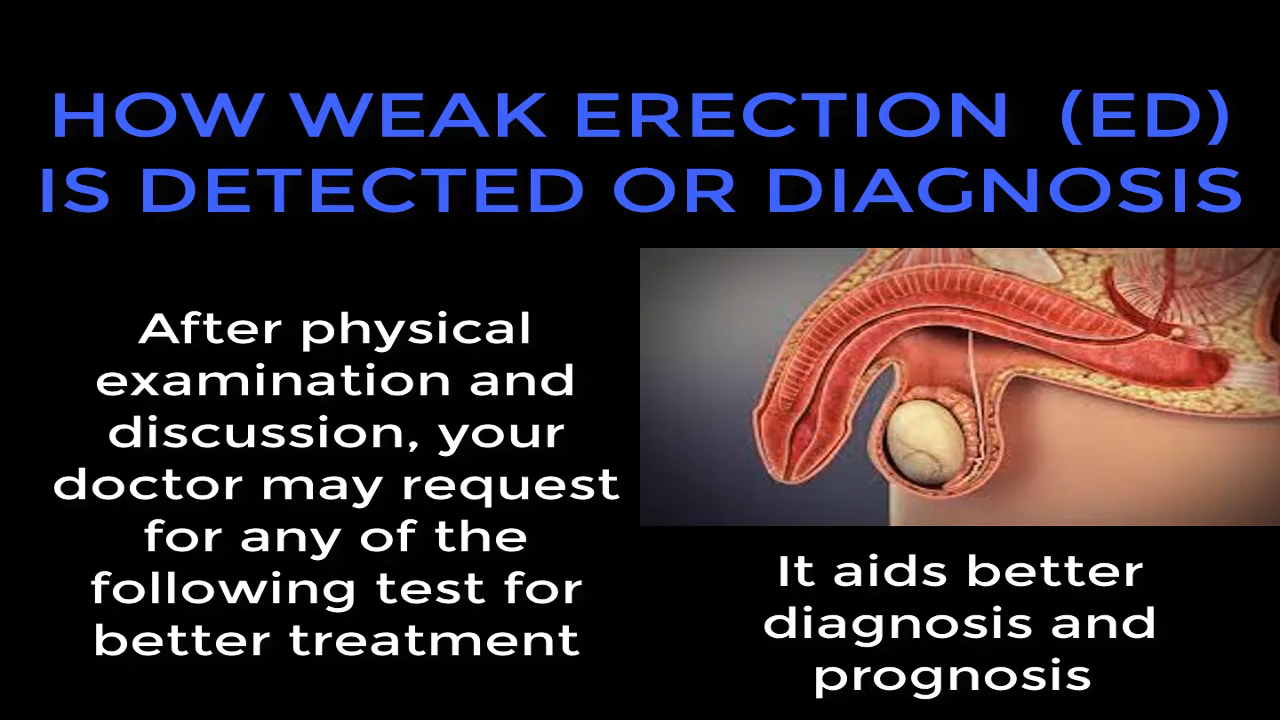 HOW WEAK ERECTION (ED)
IS DETECTED OR DIAGNOSIS
After physical
examination and
discussion, your
doctor may request
for any of the
following test for
better treatment
It aids better
diagnosis and
prognosis